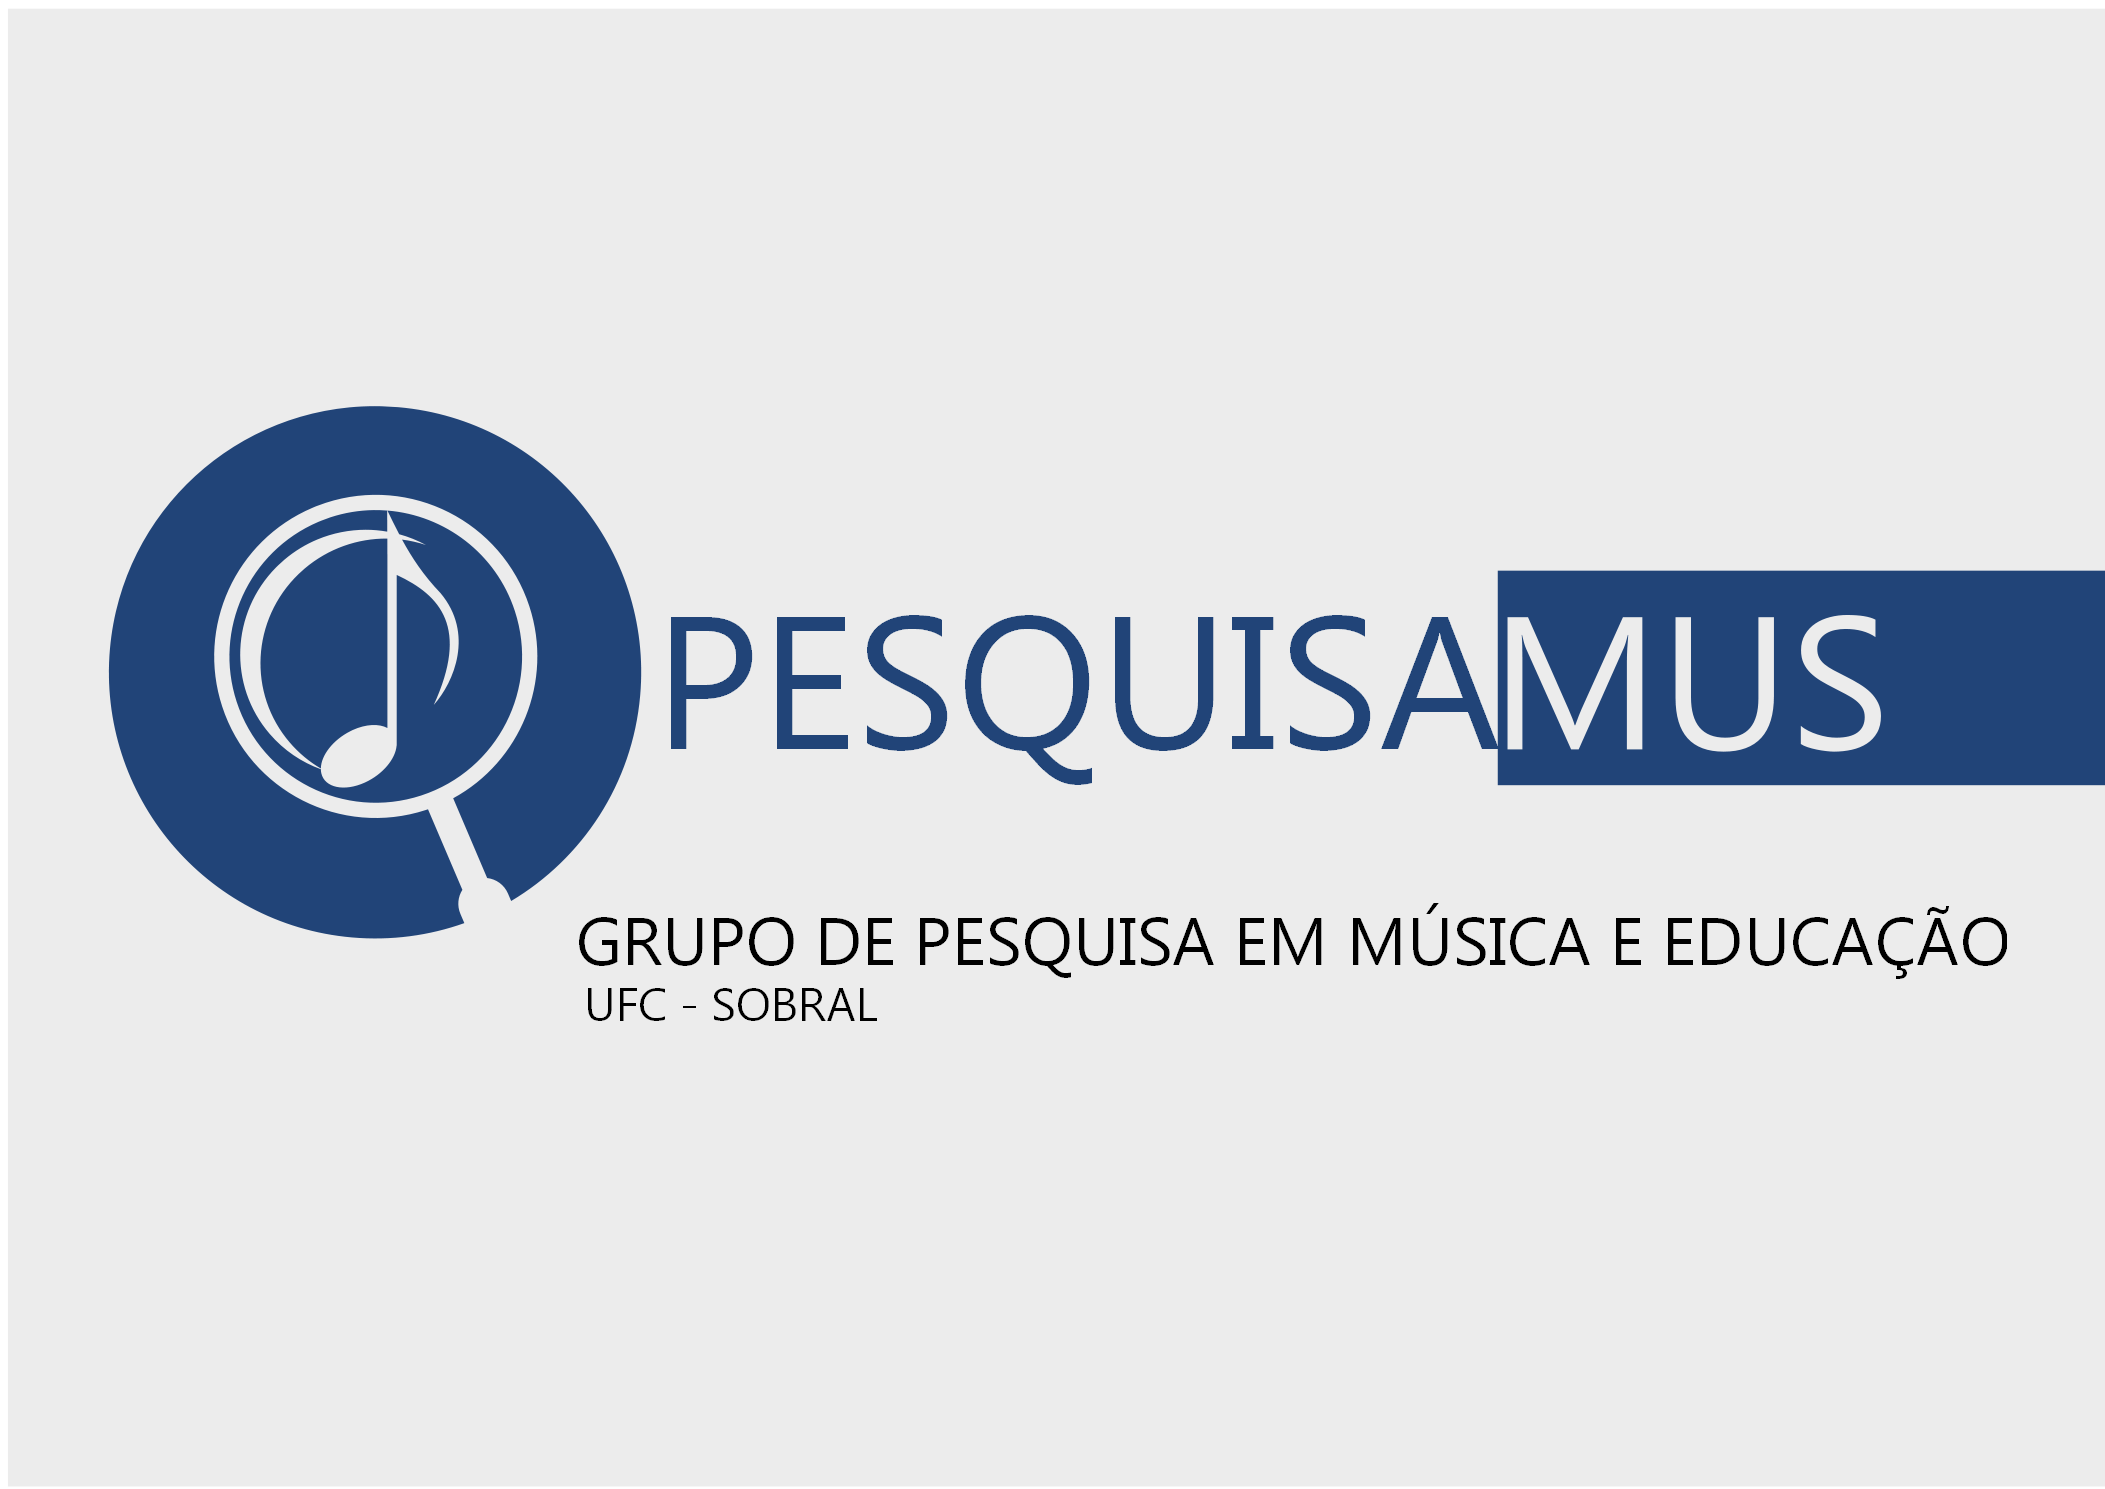 PESQUISAMUS
GRUPO DE PESQUISA EM MÚSICA E EDUCAÇÃO
UFC - SOBRAL